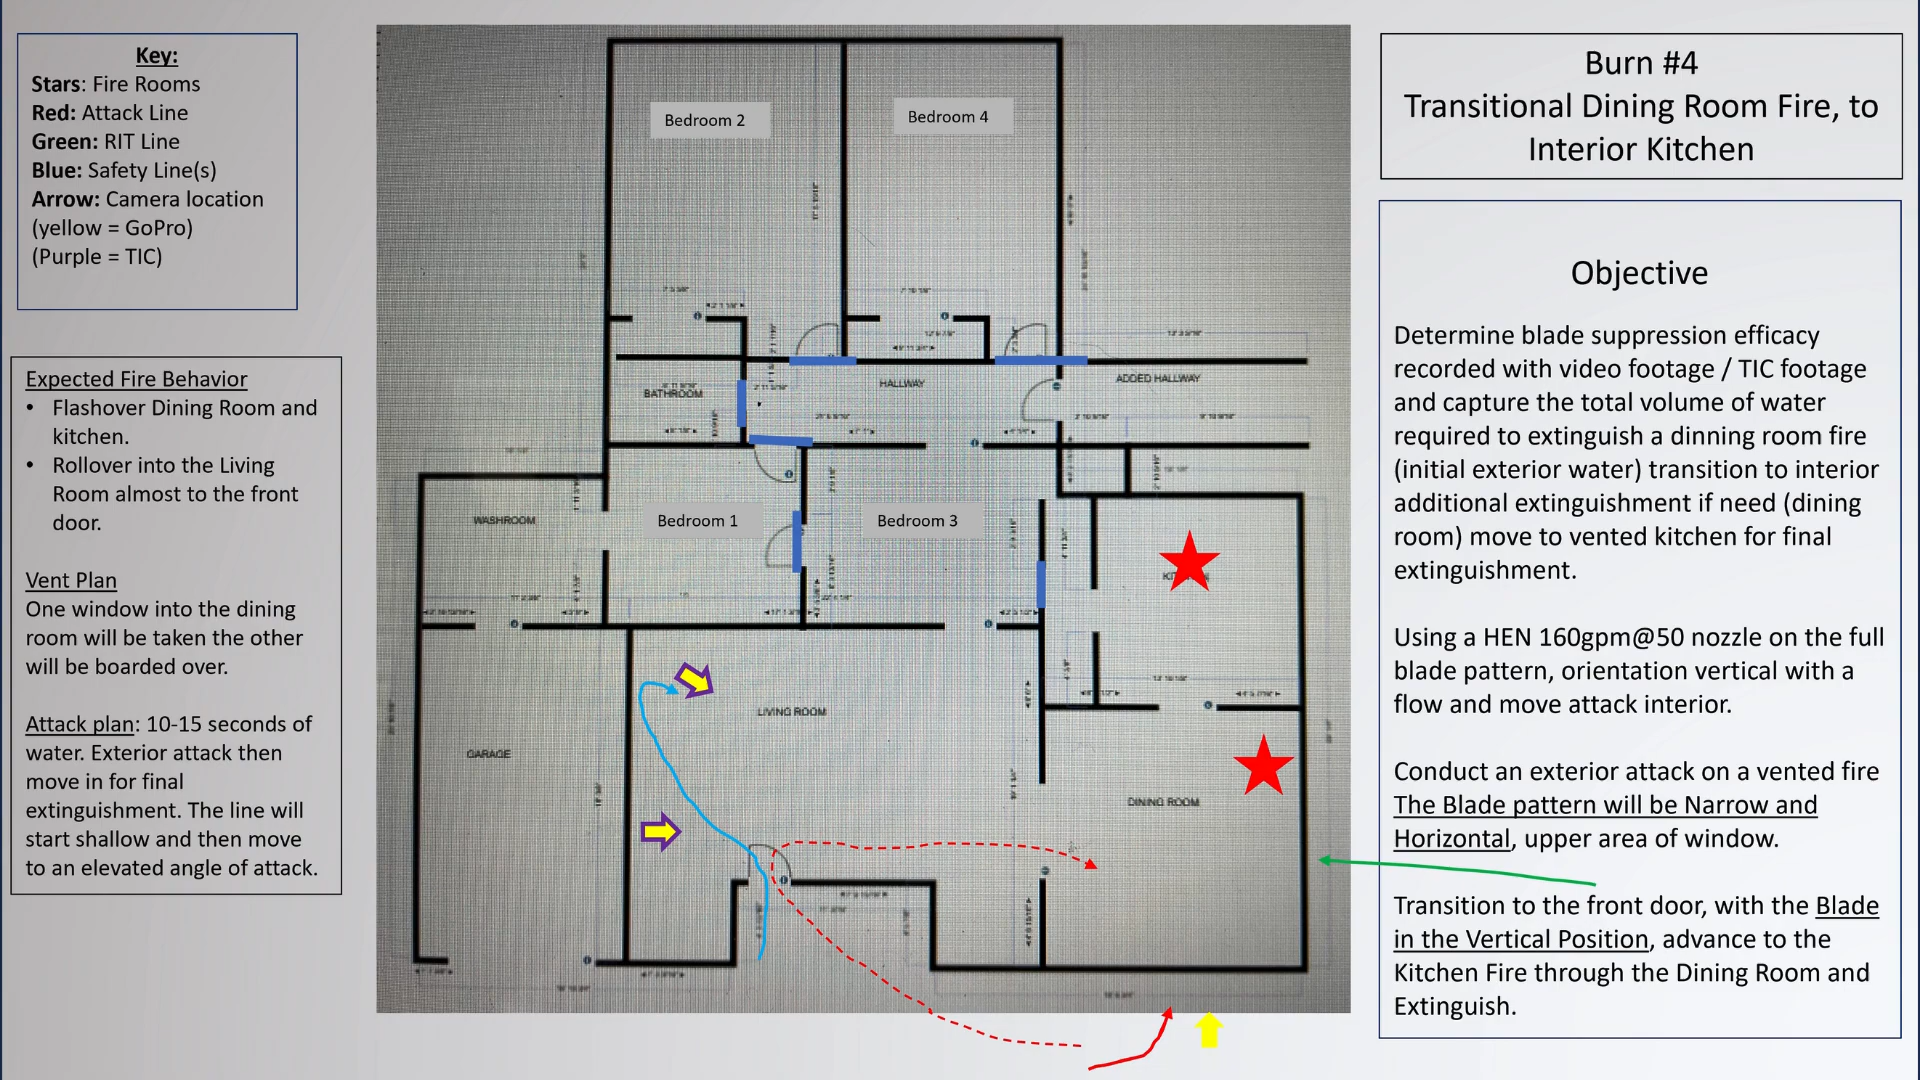 Key:
Stars: Fire Rooms
Red: Attack Line
Green: RIT Line
Blue: Safety Line(s)
Arrow: Camera location
(yellow = GoPro)
(Purple = TIC)
Expected Fire Behavior
• Flashover Dining Room and
kitchen.
• Rollover into the Living
Room almost to the front
door.
Vent Plan
One window into the dining
room will be taken the other
will be boarded over.
Attack plan: 10-15 seconds of
water. Exterior attack then
move in for final
extinguishment. The line will
start shallow and then move
to an elevated angle of attack.
Bedroom 2
Bedroom 4
BATHROOM
HALLWAY
ADDED HALLWAY
WASHROOM
Bedroom 1
Bedroom 3
LIVING ROOM
GARAGE
DINING ROOM
Burn #4
Transitional Dining Room Fire, to
Interior Kitchen
Objective
Determine blade suppression efficacy
recorded with video footage / TIC footage
and capture the total volume of water
required to extinguish a dinning room fire
(initial exterior water) transition to interior
additional extinguishment if need (dining
room) move to vented kitchen for final
extinguishment.
Using a HEN 160gpm@50 nozzle on the full
blade pattern, orientation vertical with a
flow and move attack interior.
Conduct an exterior attack on a vented fire
The Blade pattern will be Narrow and
Horizontal, upper area of window.
Transition to the front door, with the Blade
in the Vertical Position, advance to the
Kitchen Fire through the Dining Room and
Extinguish.